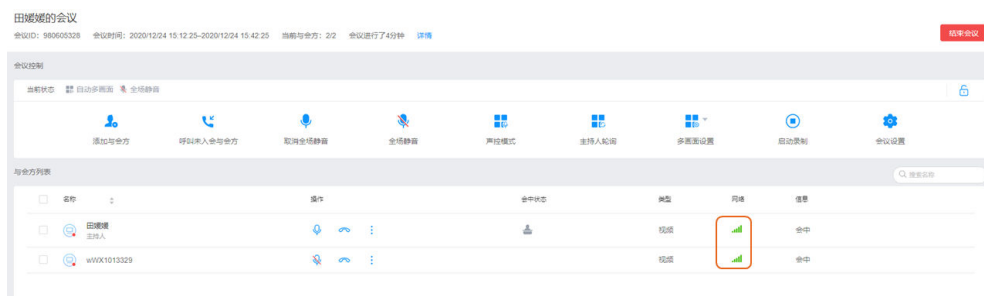 田媛媛的会议
会议ID：980605328 会议时间：2020/12/24 15:12:25–2020/12/24 15:42:25 当前与会方：2/2 会议进行了4分钟 详情
结束会议
会议控制
当前状态 自动多画面 全场静音
添加与会方 呼叫未入会与会方 取消全场静音 全场静音 声控模式 主持人轮询 多画面设置 启动录制 会议设置
与会方列表
搜索名称
名称 操作 会中状态 类型 网络 信息
田媛媛 视频 会中
主持人
wWX1013329 视频 会中